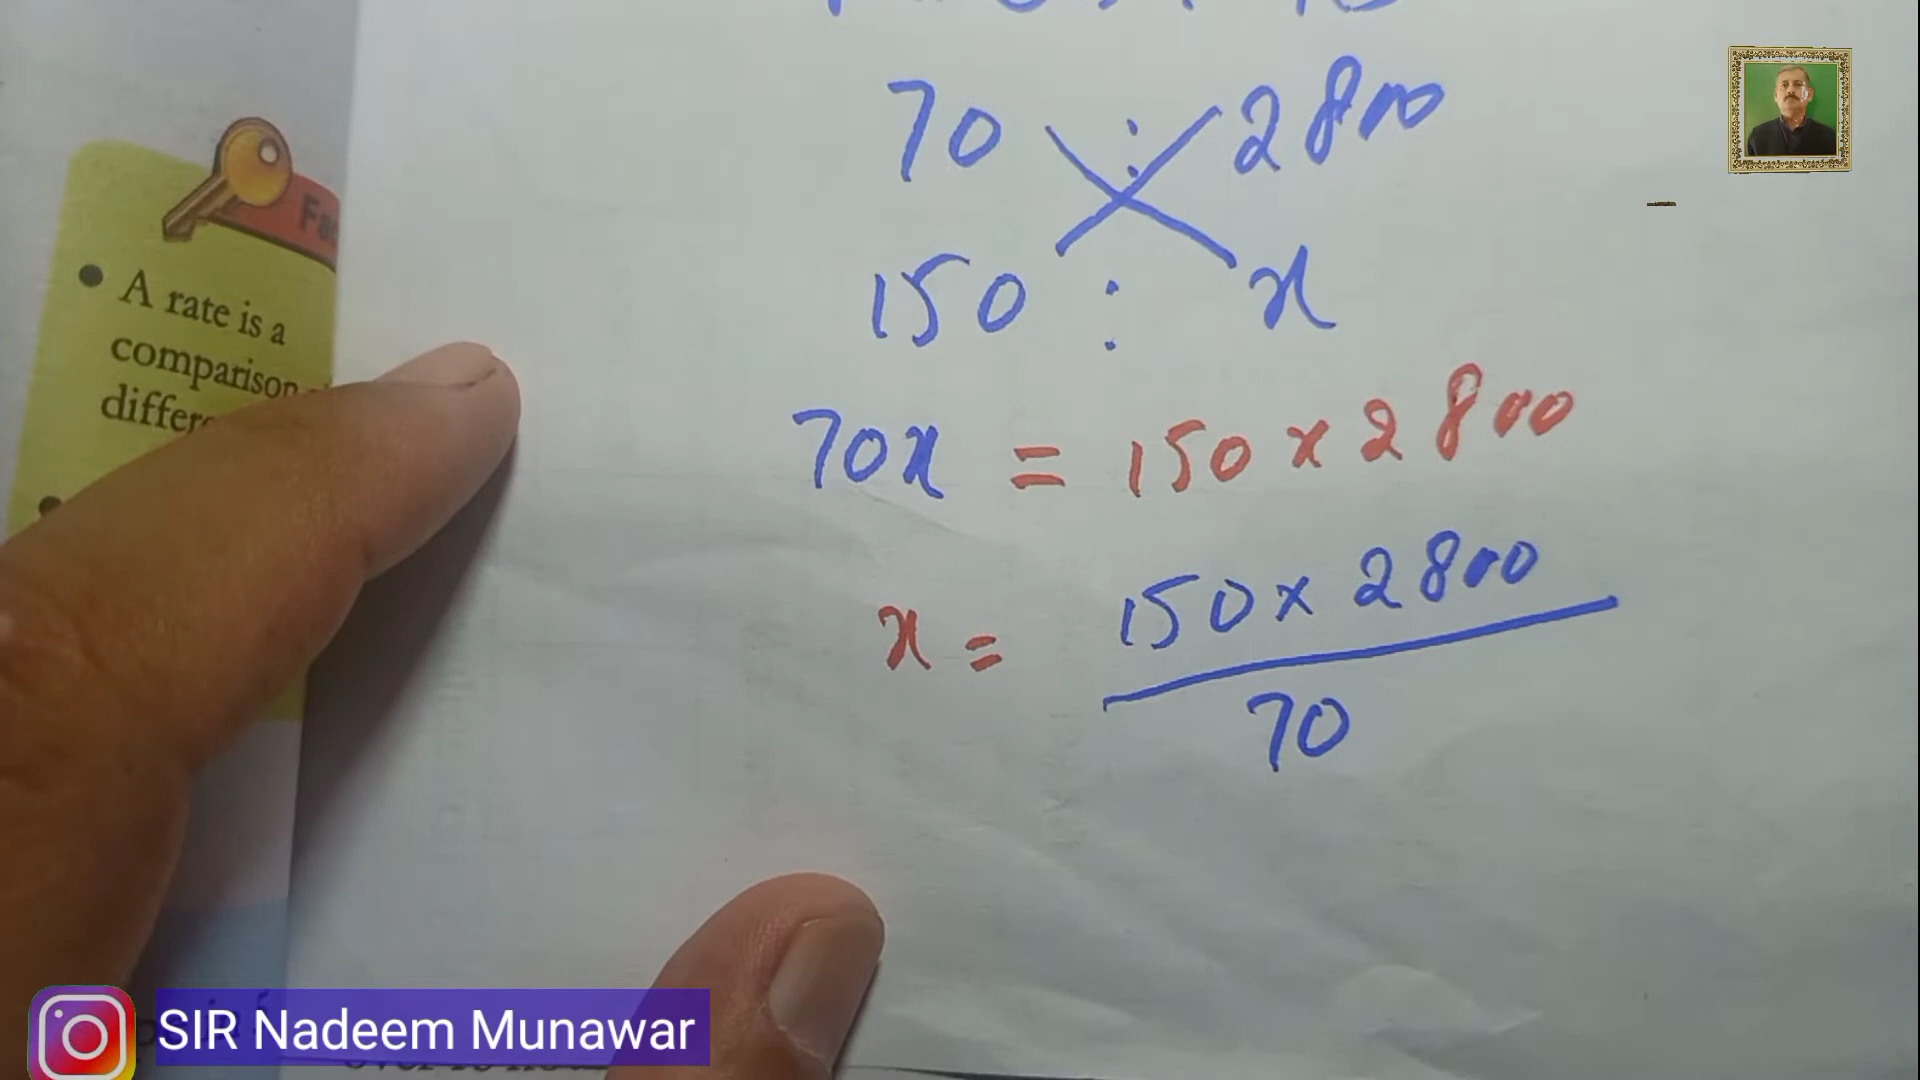 70 : 2800
150 : x
70x = 150 x 2800
x = 150 x 2800
70
A rate is a
comparison
SIR Nadeem Munawar